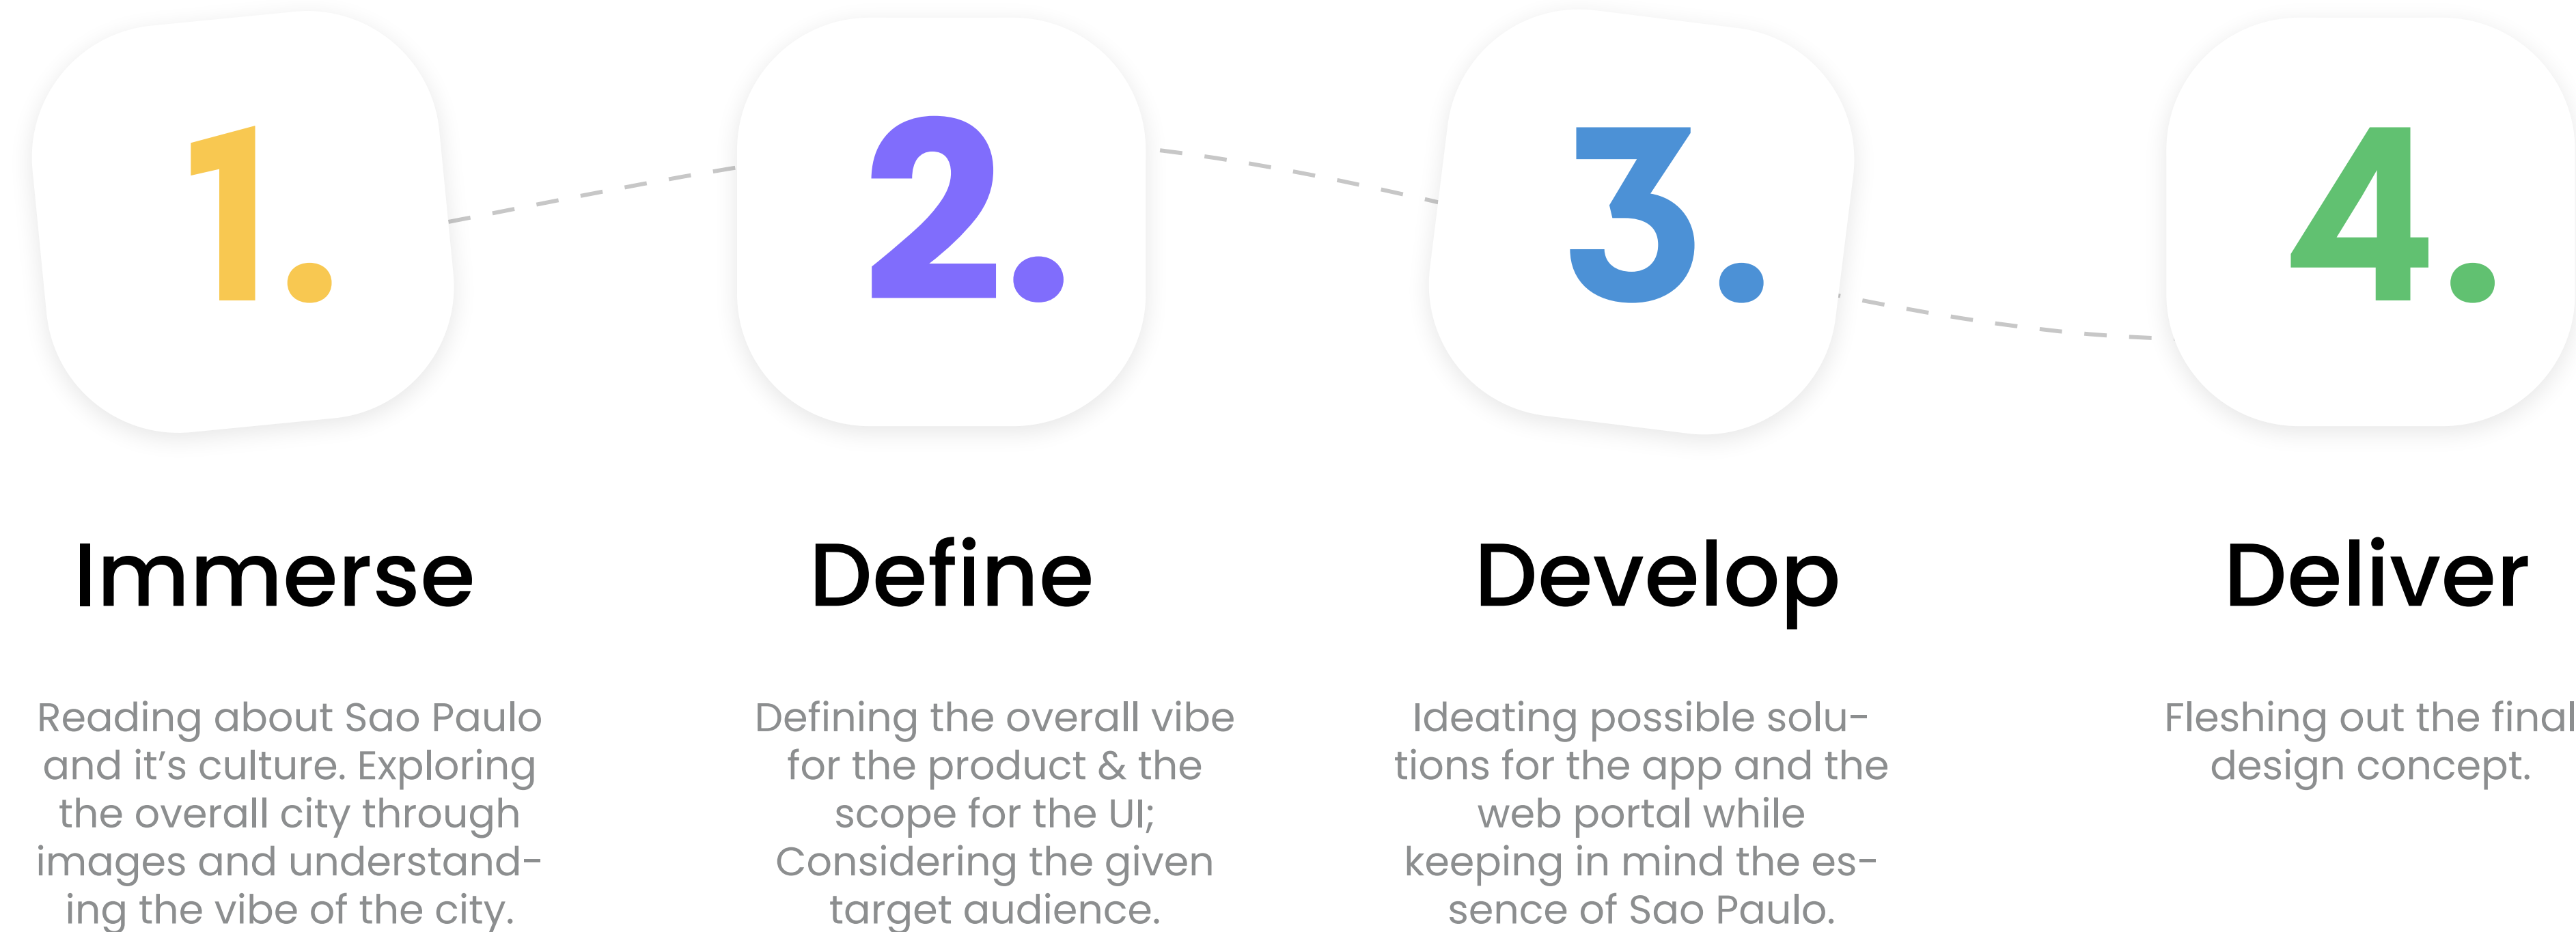 1.
2.
3.
4.
Immerse
Reading about Sao Paulo
and it's culture. Exploring
the overall city through
images and understand-
ing the vibe of the city.
Define
Defining the overall vibe
for the product & the
scope for the UI;
Considering the given
target audience.
Develop
Ideating possible solu-
tions for the app and the
web portal while
keeping in mind the es-
sence of Sao Paulo.
Deliver
Fleshing out the final
design concept.